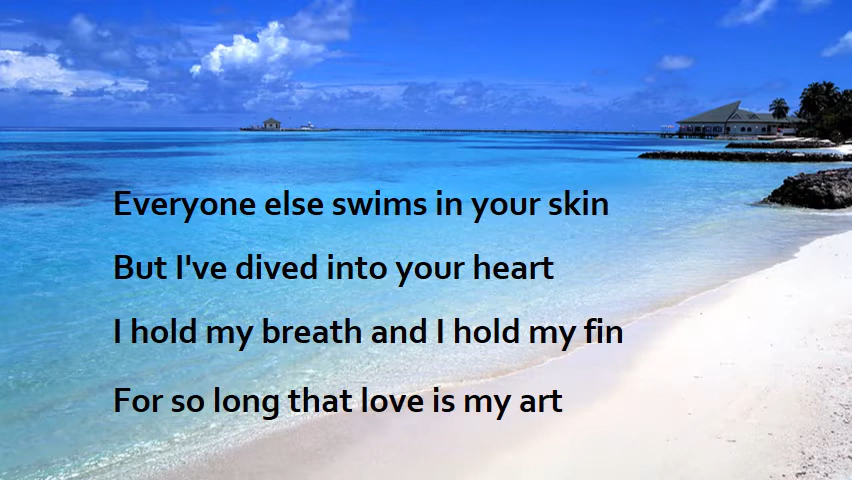 Everyone else swims in your skin
But I've dived into your heart
I hold my breath and I hold my fin
For so long that love is my art